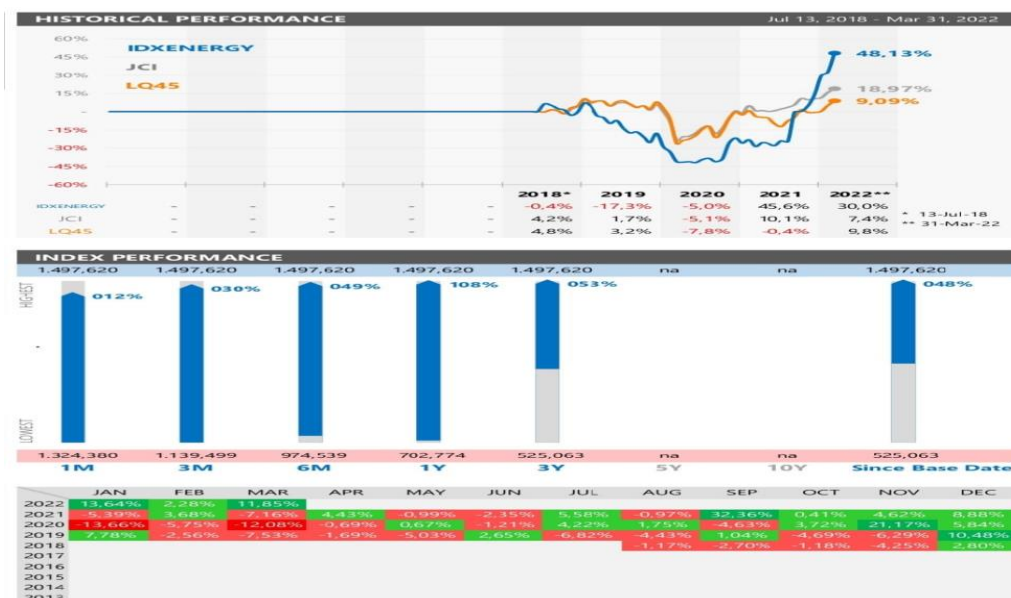 HISTORICAL PERFORMANCE Jul 13, 2018 - Mar 31, 2022
60%
45%
30%
15%
-
-15%
-30%
-45%
-60%
IDXENERGY
JCI
LQ45
48,13%
18,97%
9,09%
2018* 2019 2020 2021 2022**
IDXENERGY - - - - - -0,4% -17,3% -5,0% 45,6% 30,0%
JCI - - - - - 4,2% 1,7% -5,1% 10,1% 7,4%
LQ45 - - - - - 4,8% 3,2% -7,8% -0,4% 9,8%
* 13-Jul-18
** 31-Mar-22
INDEX PERFORMANCE
1.497,620 1.497,620 1.497,620 1.497,620 1.497,620 na na 1.497,620
HIGHEST
012% 030% 049% 108% 053% 048%
LOWEST
1.324,380 1.139,499 974,539 702,774 525,063 na na 525,063
1M 3M 6M 1Y 3Y 5Y 10Y Since Base Date
JAN FEB MAR APR MAY JUN JUL AUG SEP OCT NOV DEC
2022 13,64% 2,28% 11,85%
2021 -5,39% 3,68% -7,16% 4,43% -0,99% -2,35% 5,58% -0,97% 32,36% 0,41% 4,62% 8,88%
2020 -13,66% -5,75% -12,08% -0,69% 0,67% -1,21% 4,22% 1,75% -4,63% 3,72% 21,17% 5,84%
2019 7,78% -2,56% -7,53% -1,69% -5,03% 2,65% -6,82% -4,43% 1,04% -4,69% -6,29% 10,48%
2018 -1,17% -2,70% -1,18% -4,25% 2,80%
2017
2016
2015
2014
2013